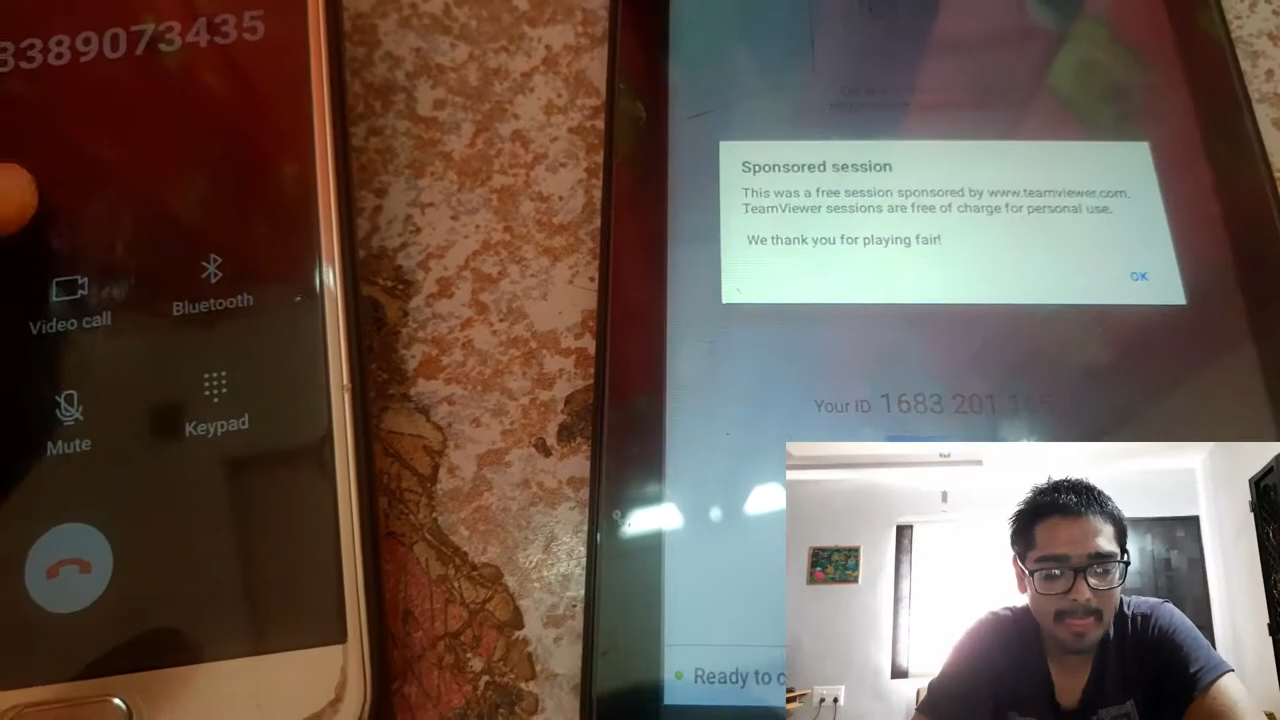 8389073435
Video call
Bluetooth
Mute
Keypad
Sponsored session
This was a free session sponsored by www.teamviewer.com.
TeamViewer sessions are free of charge for personal use.
We thank you for playing fair!
OK
Your ID 1683 201
Ready to